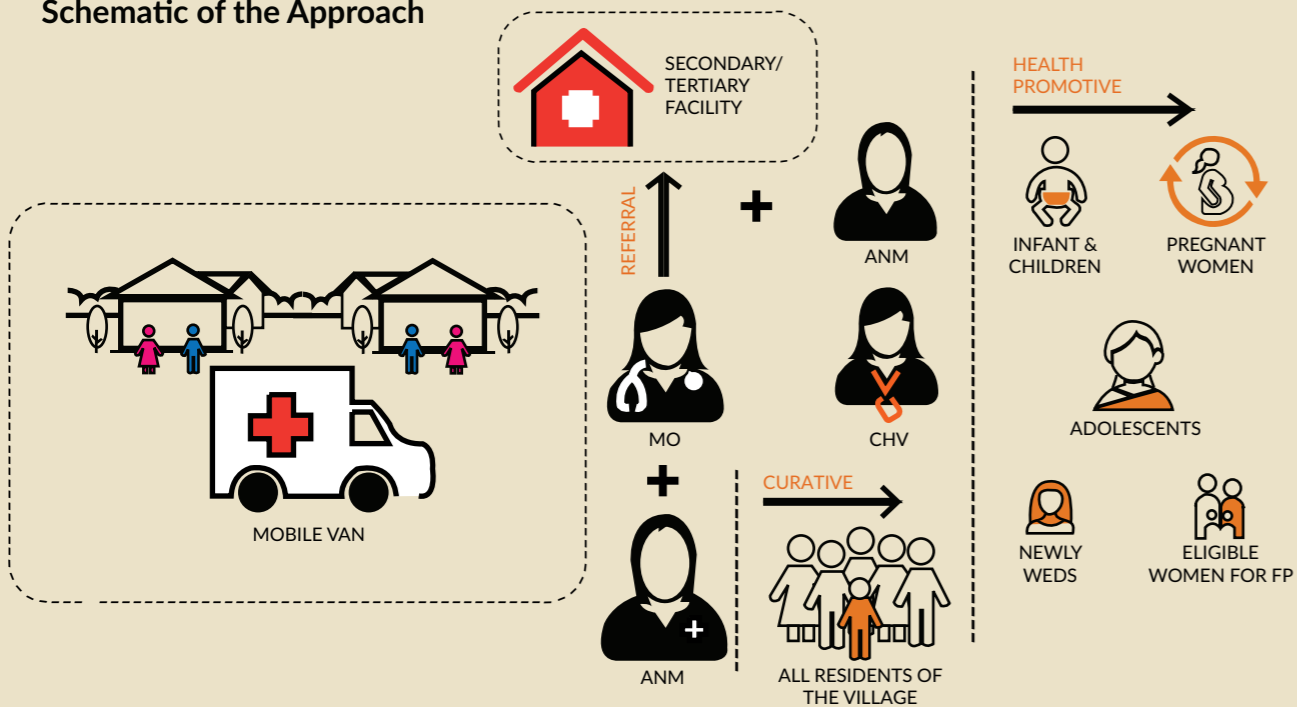 Schematic of the Approach
SECONDARY/
TERTIARY
FACILITY
HEALTH
PROMOTIVE
REFERRAL
ANM
INFANT &
CHILDREN
PREGNANT
WOMEN
MO
CHV
ADOLESCENTS
MOBILE VAN
CURATIVE
NEWLY
WEDS
ELIGIBLE
WOMEN FOR FP
ANM
ALL RESIDENTS OF
THE VILLAGE